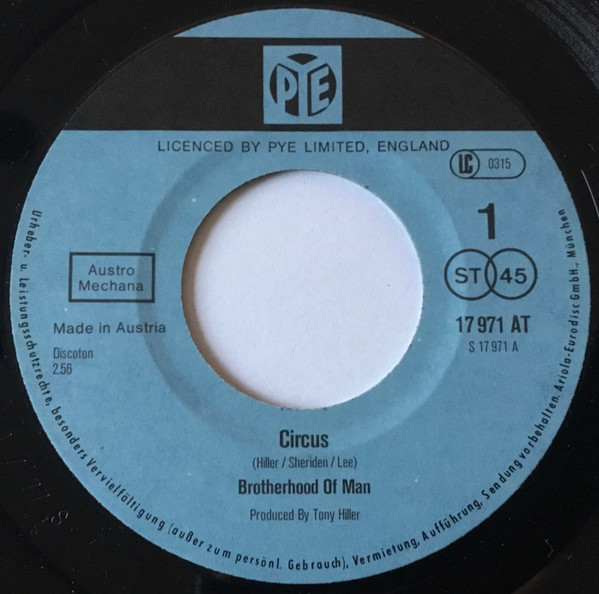 PYE
LICENCED BY PYE LIMITED, ENGLAND
LC 0315
1
Austro
Mechana
ST 45
Made in Austria
17 971 AT
S 17 971 A
Discoton
2.56
Circus
(Hiller / Sheriden / Lee)
Brotherhood Of Man
Produced By Tony Hiller
Urheber- u. Leistungsschutzrechte, besonders Vervielfältigung (außer zum persönl. Gebrauch), Vermietung, Aufführung, Sendung vorbehalten. Ariola-Eurodisc GmbH., München